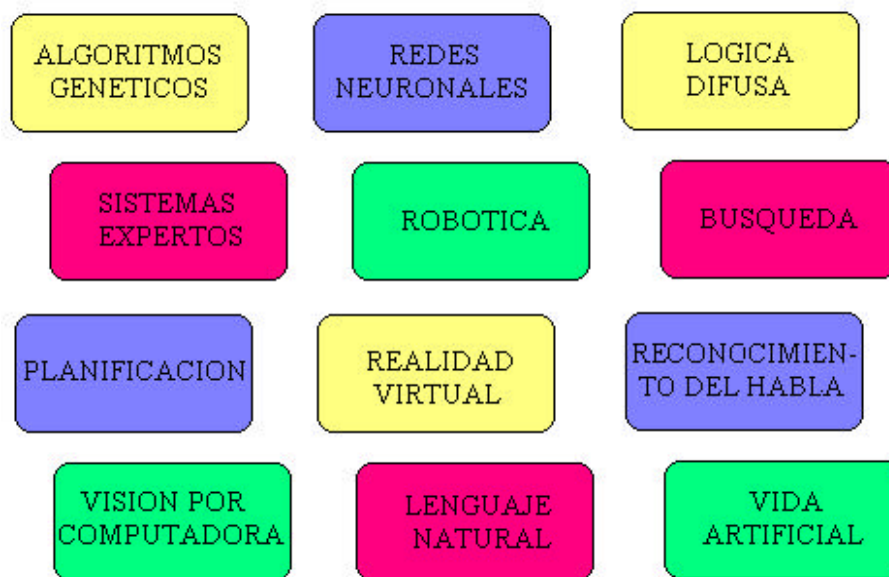 ALGORITMOS
GENETICOS
REDES
NEURONALES
LOGICA
DIFUSA
SISTEMAS
EXPERTOS
ROBOTICA
BUSQUEDA
PLANIFICACION
REALIDAD
VIRTUAL
RECONOCIMIEN-
TO DEL HABLA
VISION POR
COMPUTADORA
LENGUAJE
NATURAL
VIDA
ARTIFICIAL